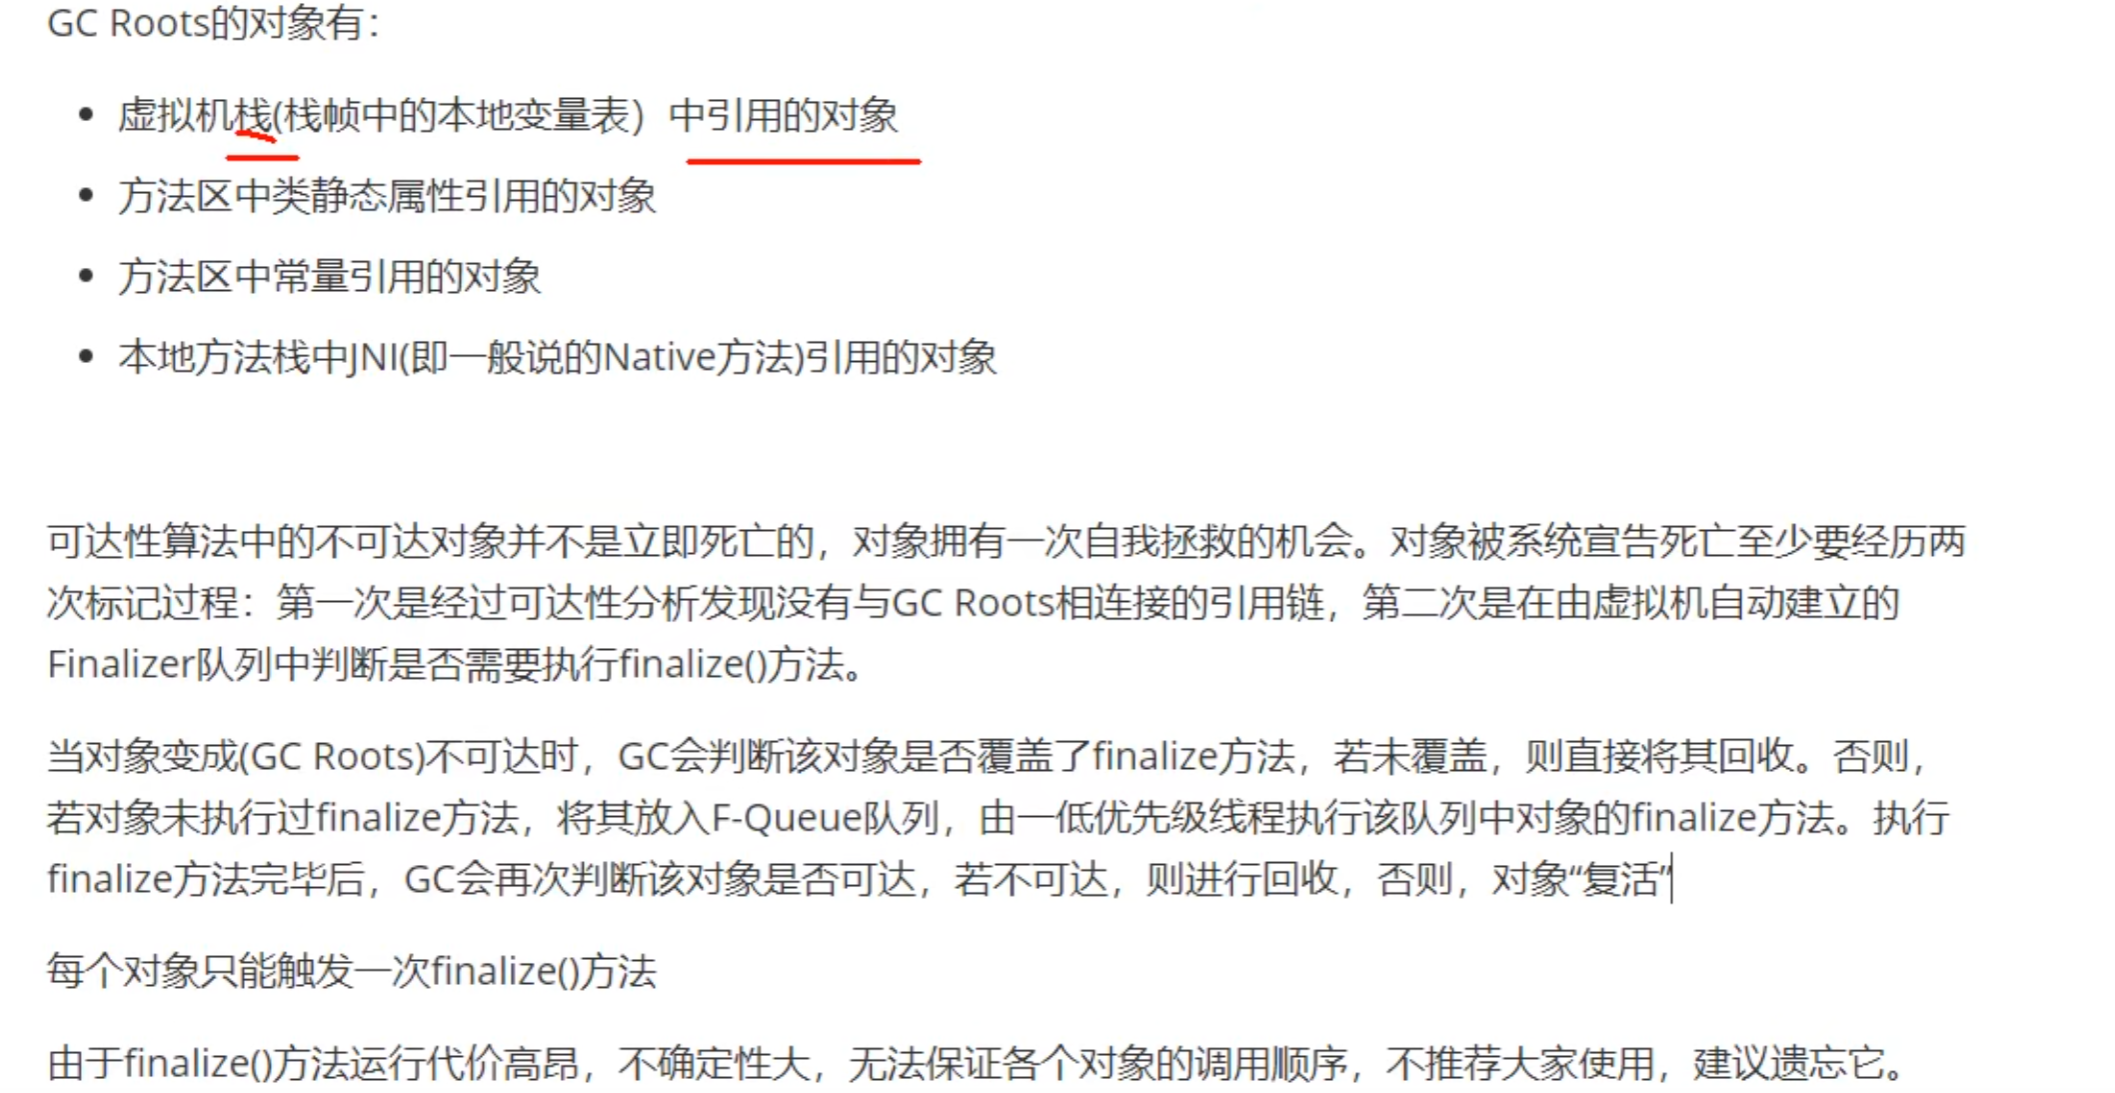 GC Roots的对象有：
虚拟机栈(栈帧中的本地变量表）中引用的对象
方法区中类静态属性引用的对象
方法区中常量引用的对象
本地方法栈中JNI(即一般说的Native方法)引用的对象
可达性算法中的不可达对象并不是立即死亡的，对象拥有一次自我拯救的机会。对象被系统宣告死亡至少要经历两
次标记过程：第一次是经过可达性分析发现没有与GC Roots相连接的引用链，第二次是在由虚拟机自动建立的
Finalizer队列中判断是否需要执行finalize()方法。
当对象变成(GC Roots)不可达时，GC会判断该对象是否覆盖了finalize方法，若未覆盖，则直接将其回收。否则，
若对象未执行过finalize方法，将其放入F-Queue队列，由一低优先级线程执行该队列中对象的finalize方法。执行
finalize方法完毕后，GC会再次判断该对象是否可达，若不可达，则进行回收，否则，对象“复活”
每个对象只能触发一次finalize()方法
由于finalize()方法运行代价高昂，不确定性大，无法保证各个对象的调用顺序，不推荐大家使用，建议遗忘它。